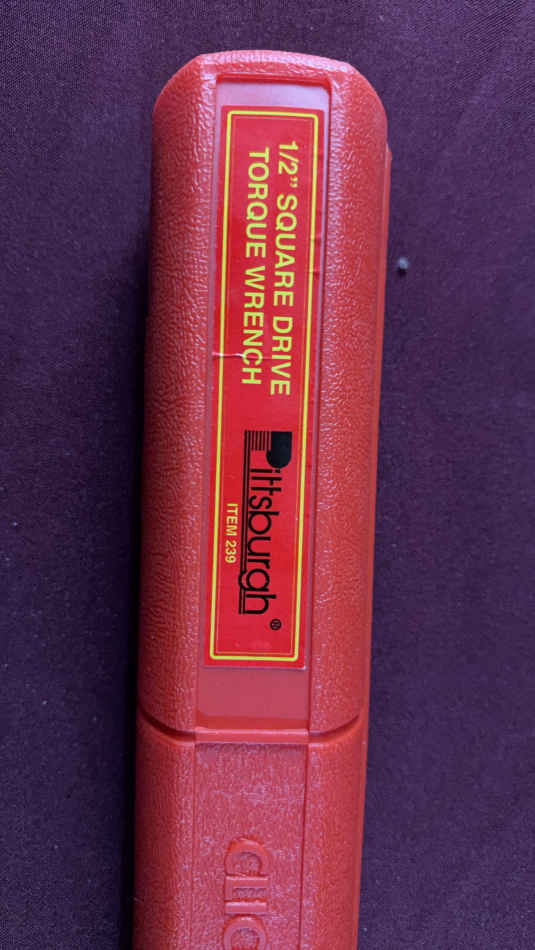 1/2” SQUARE DRIVE
TORQUE WRENCH
Pittsburgh®
ITEM 239